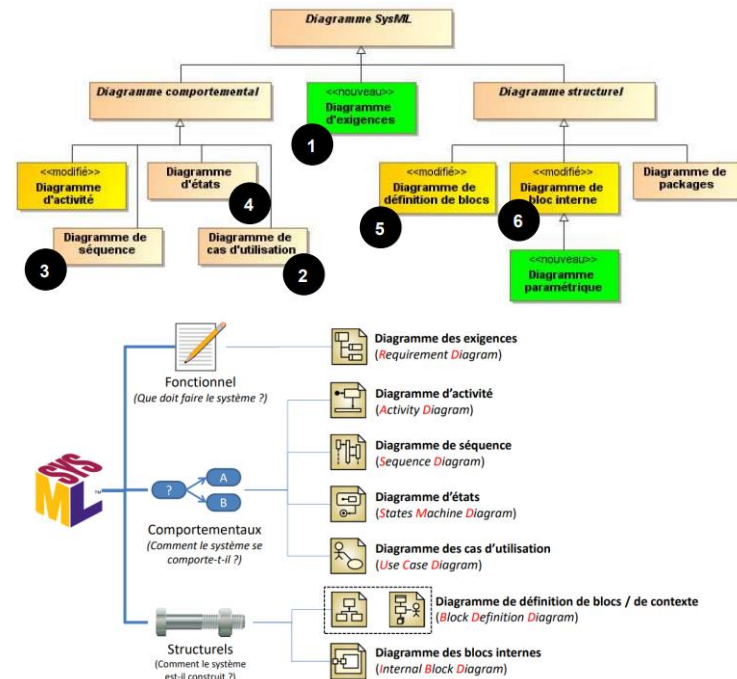 Diagramme SysML
Diagramme comportemental
<<nouveau>>
Diagramme
d'exigences
Diagramme structurel
1
<<modifié>>
Diagramme
d'activité
Diagramme
d'états
4
<<modifié>>
Diagramme de
définition de blocs
5
<<modifié>>
Diagramme de
bloc interne
6
Diagramme de
packages
Diagramme de
séquence
3
Diagramme de
cas d'utilisation
2
<<nouveau>>
Diagramme
paramétrique
Fonctionnel
(Que doit faire le système ?)
Diagramme des exigences
(Requirement Diagram)
Diagramme d'activité
(Activity Diagram)
Diagramme de séquence
(Sequence Diagram)
SYS
ML™
?
A
B
Comportementaux
(Comment le système se
comporte-t-il ?)
Diagramme d'états
(States Machine Diagram)
Diagramme des cas d'utilisation
(Use Case Diagram)
Diagramme de définition de blocs / de contexte
(Block Definition Diagram)
Structurels
(Comment le système
est-il construit ?)
Diagramme des blocs internes
(Internal Block Diagram)